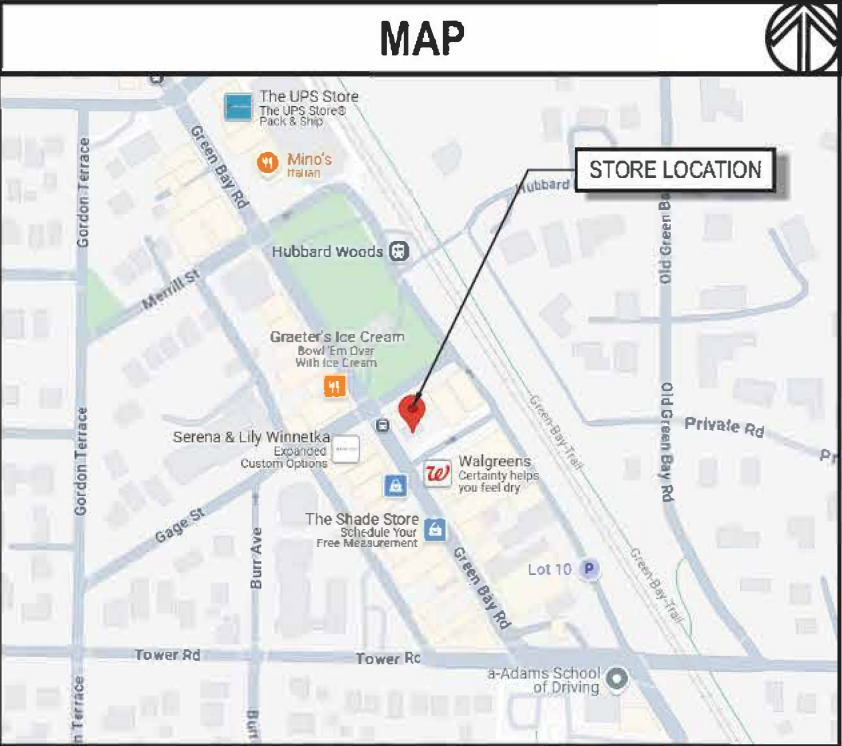 MAP
The UPS Store
The UPS Store®
Pack & Ship
Mino's
Italian
Green Bay Rd
Gordon Terrace
STORE LOCATION
Hubbard
Old Green Ba
Hubbard Woods
Merrill St
Graeter's Ice Cream
Bowl 'Em Over
With Ice Cream
Serena & Lily Winnetka
Expanded
Custom Options
Walgreens
Certainty helps
you feel dry
Green-Bay-Trail
Old Green Bay Rd
Private Rd
Pr
Gordon Terrace
Gage St
Burr Ave
The Shade Store
Schedule Your
Free Measurement
Green Bay Rd
Lot 10 P
Green-Bay-Trail
Tower Rd
Tower Rd
a-Adams School
of Driving
n Terrace
Burr